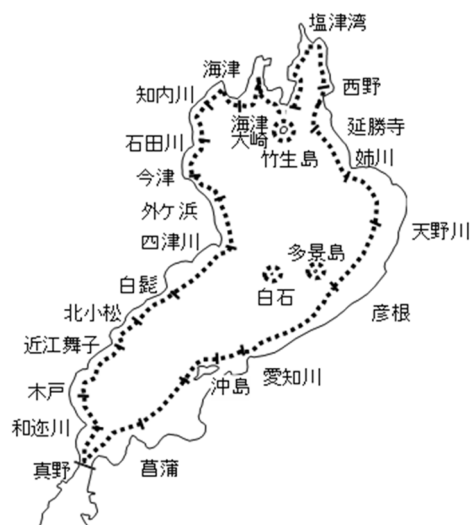 塩津湾
海津
西野
知内川
海津
大崎
延勝寺
石田川
竹生島
姉川
今津
外ケ浜
天野川
四津川
多景島
白髭
白石
北小松
彦根
近江舞子
愛知川
沖島
木戸
和迩川
真野
菖蒲